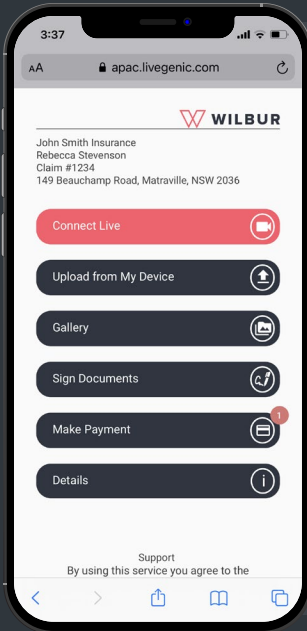 3:37
AA apac.livegenic.com
WILBUR
John Smith Insurance
Rebecca Stevenson
Claim #1234
149 Beauchamp Road, Matraville, NSW 2036
Connect Live
Upload from My Device
Gallery
Sign Documents
1
Make Payment
Details
Support
By using this service you agree to the